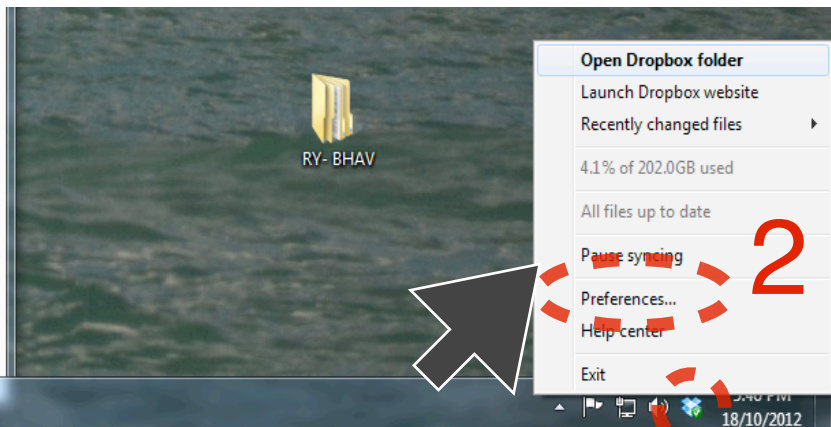 RY- BHAV
Open Dropbox folder
Launch Dropbox website
Recently changed files
4.1% of 202.0GB used
All files up to date
Pause syncing
2
Preferences...
Help center
Exit
PM
18/10/2012